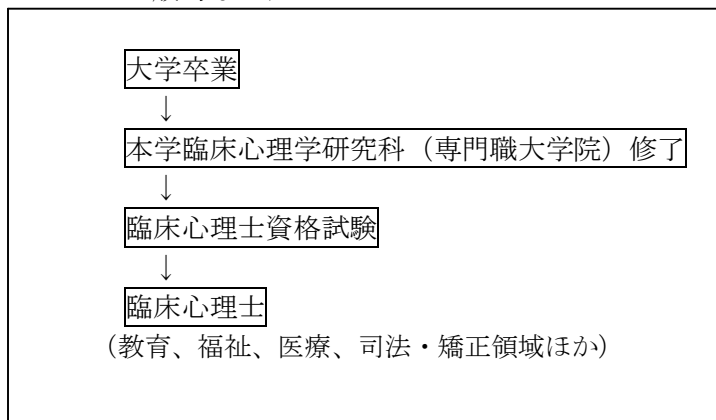 大学卒業
↓
本学臨床心理学研究科（専門職大学院）修了
↓
臨床心理士資格試験
↓
臨床心理士
（教育、福祉、医療、司法・矯正領域ほか）